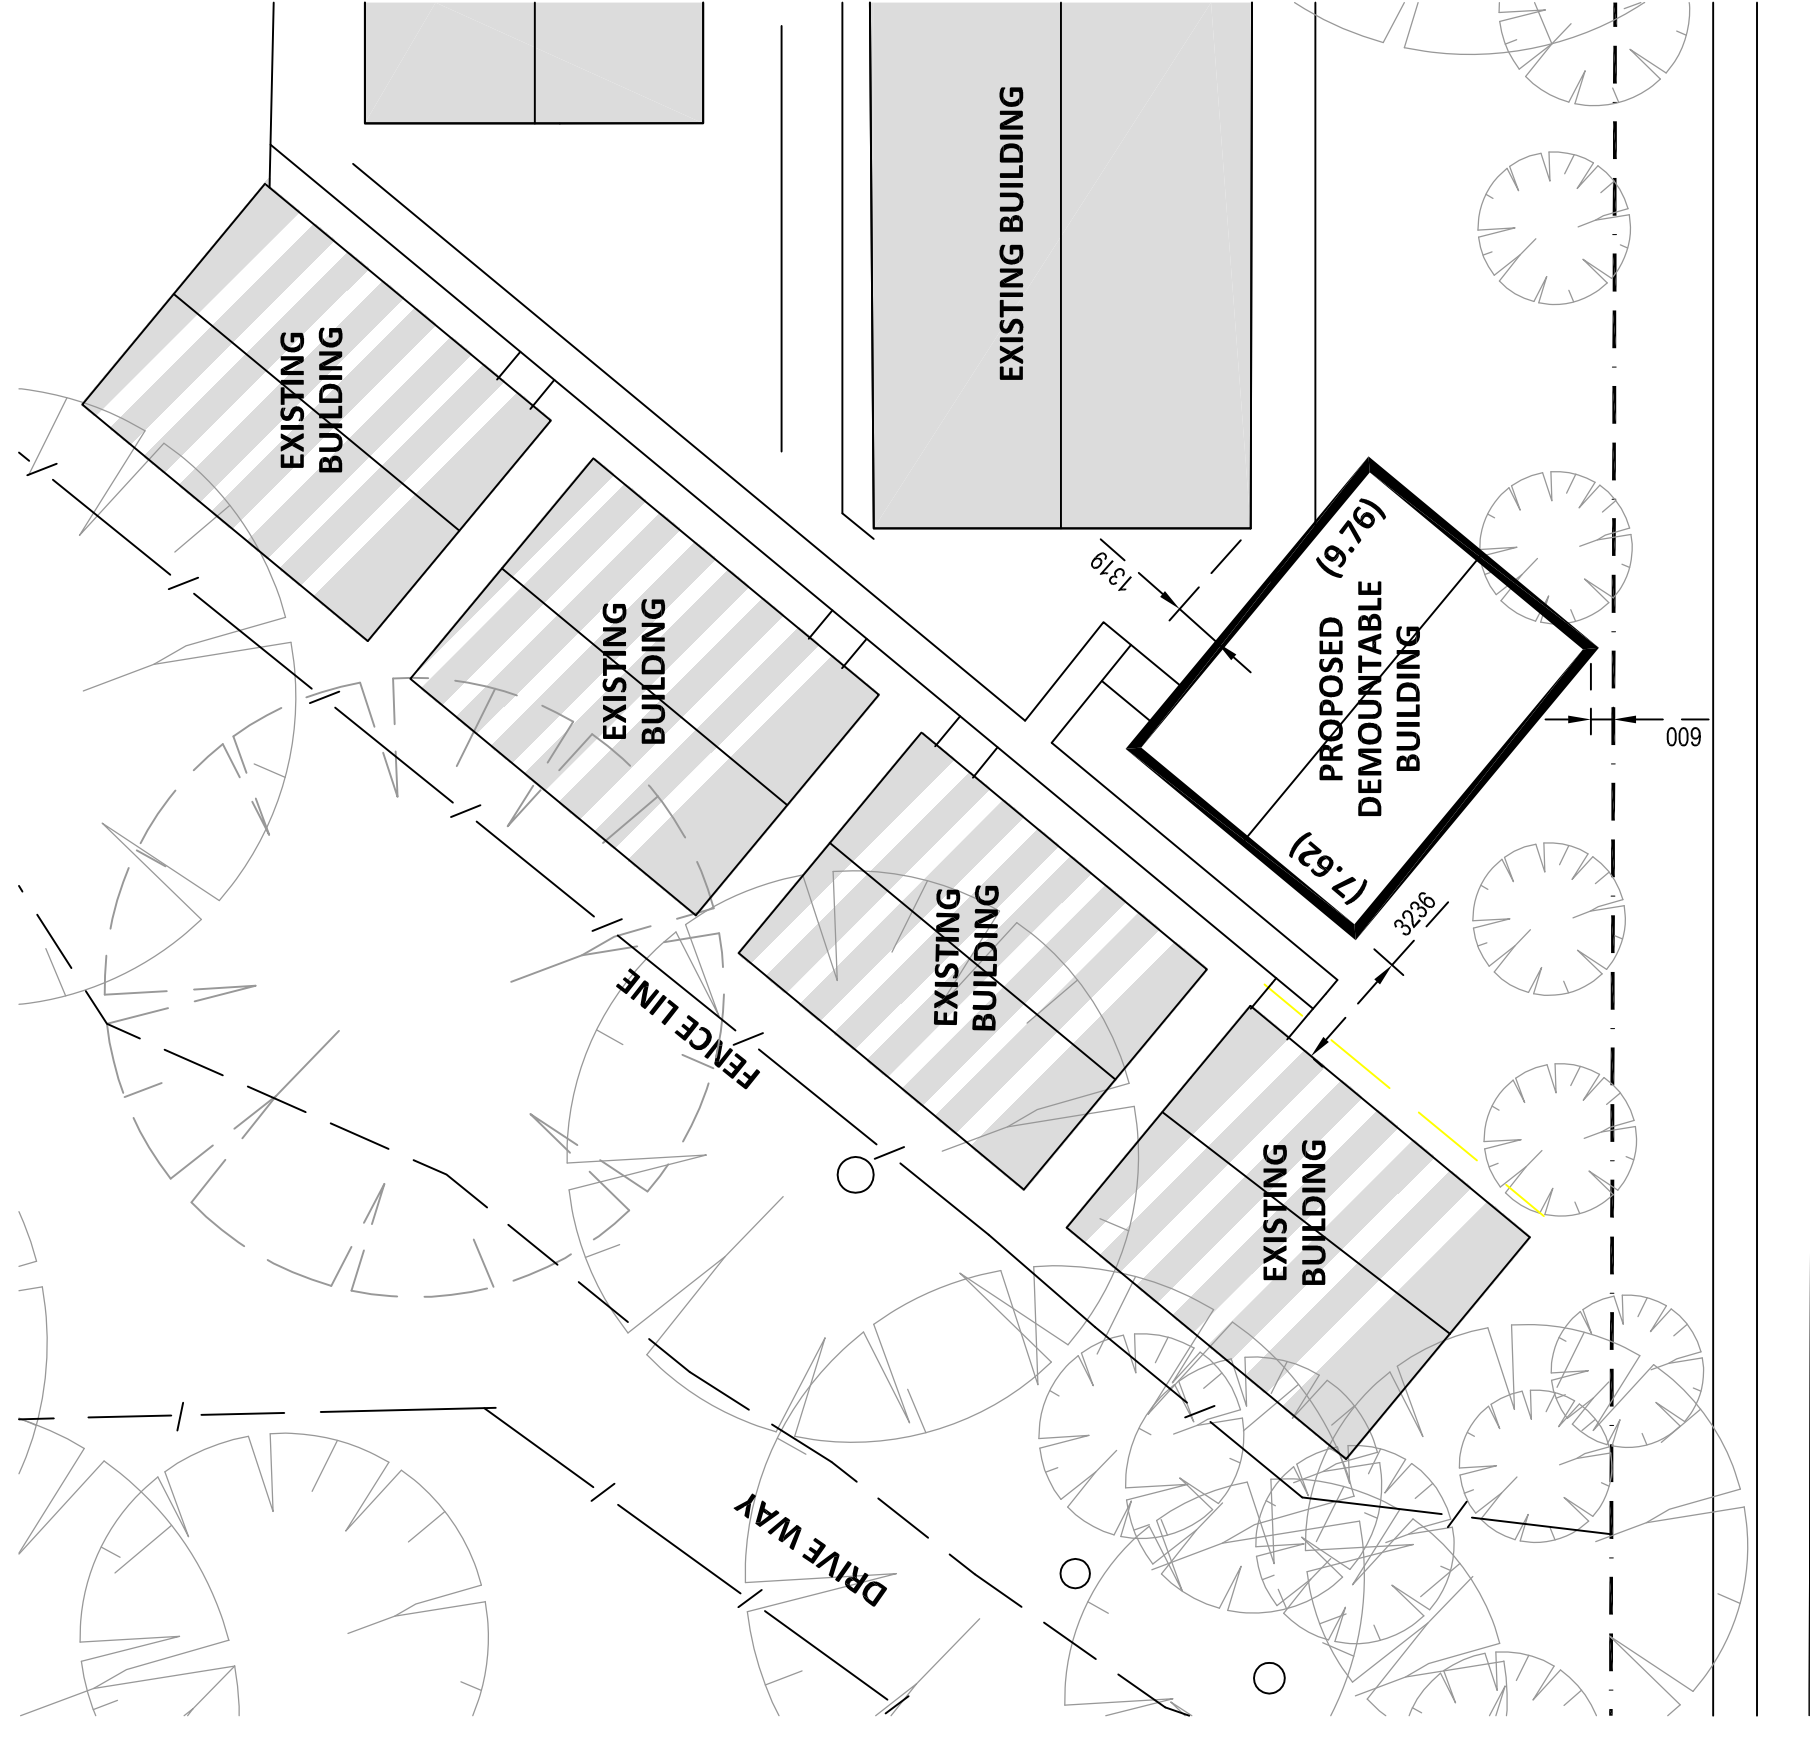 EXISTING BUILDING
EXISTING
BUILDING
EXISTING
BUILDING
EXISTING
BUILDING
EXISTING
BUILDING
1319
(9.76)
PROPOSED
DEMOUNTABLE
BUILDING
(7.62)
600
3236
FENCE LINE
DRIVE WAY